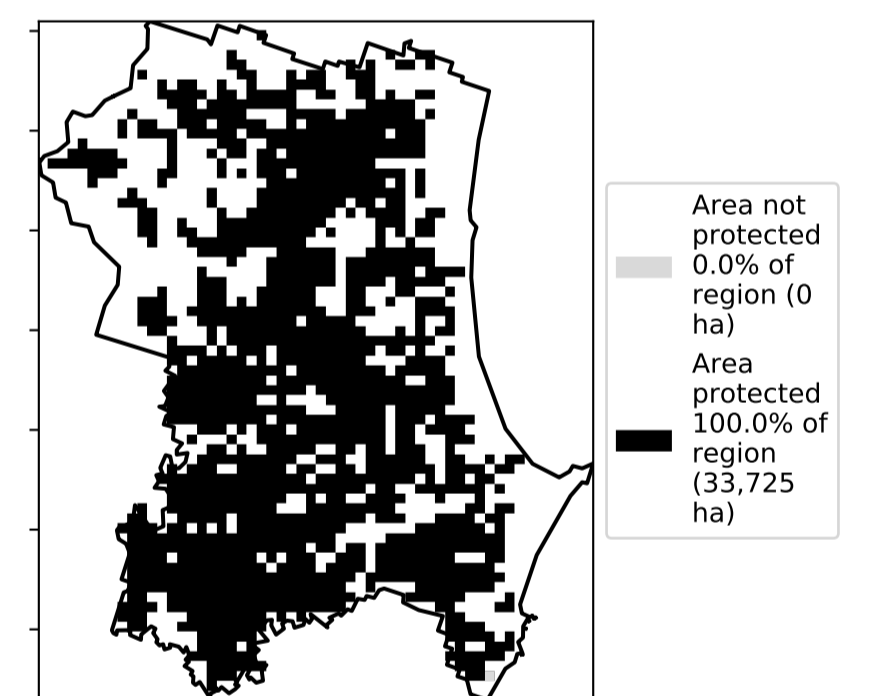 Area not
protected
0.0% of
region (0
ha)
Area
protected
100.0% of
region
(33,725
ha)